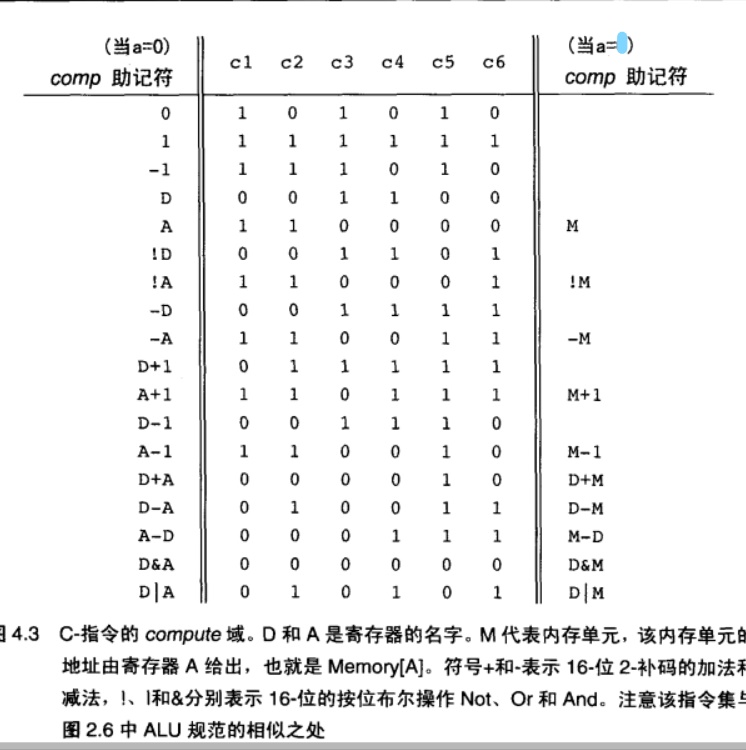 (当a=0) c1 c2 c3 c4 c5 c6 (当a= )
comp 助记符 comp 助记符
0 1 0 1 0 1 0
1 1 1 1 1 1 1
-1 1 1 1 0 1 0
D 0 0 1 1 0 0
A 1 1 0 0 0 0 M
!D 0 0 1 1 0 1
!A 1 1 0 0 0 1 !M
-D 0 0 1 1 1 1
-A 1 1 0 0 1 1 -M
D+1 0 1 1 1 1 1
A+1 1 1 0 1 1 1 M+1
D-1 0 0 1 1 1 0
A-1 1 1 0 0 1 0 M-1
D+A 0 0 0 0 1 0 D+M
D-A 0 1 0 0 1 1 D-M
A-D 0 0 0 1 1 1 M-D
D&A 0 0 0 0 0 0 D&M
D|A 0 1 0 1 0 1 D|M
4.3 C-指令的 compute 域。D 和 A 是寄存器的名字。M 代表内存单元，该内存单元的
地址由寄存器 A 给出，也就是 Memory[A]。符号+和-表示 16-位 2-补码的加法和
减法，!、|和&分别表示 16-位的按位布尔操作 Not、Or 和 And。注意该指令集与
图 2.6 中 ALU 规范的相似之处